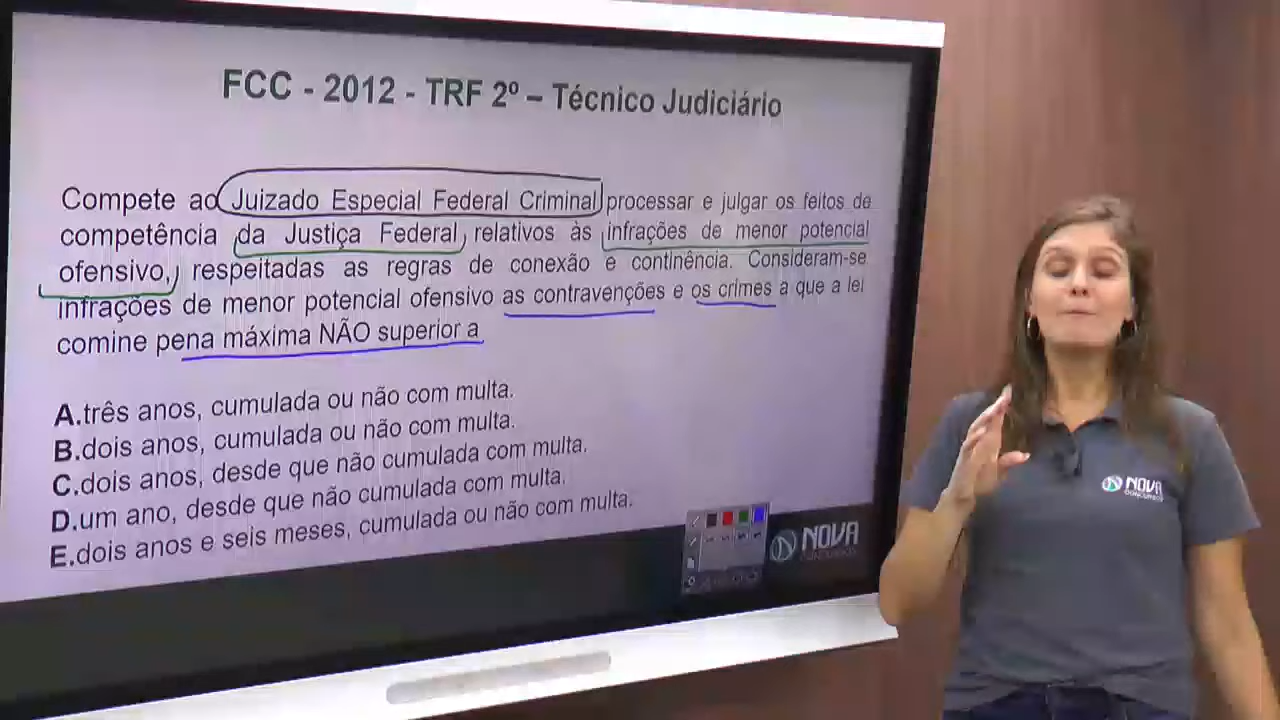 FCC - 2012 - TRF 2º – Técnico Judiciário
Compete ao Juizado Especial Federal Criminal processar e julgar os feitos de
competência da Justiça Federal relativos às infrações de menor potencial
ofensivo, respeitadas as regras de conexão e continência. Consideram-se
infrações de menor potencial ofensivo as contravenções e os crimes a que a lei
comine pena máxima NÃO superior a
A.três anos, cumulada ou não com multa.
B.dois anos, cumulada ou não com multa.
C.dois anos, desde que não cumulada com multa.
D.um ano, desde que não cumulada com multa.
E.dois anos e seis meses, cumulada ou não com multa.
NOVA
CONCURSOS
NOVA
CONCURSOS